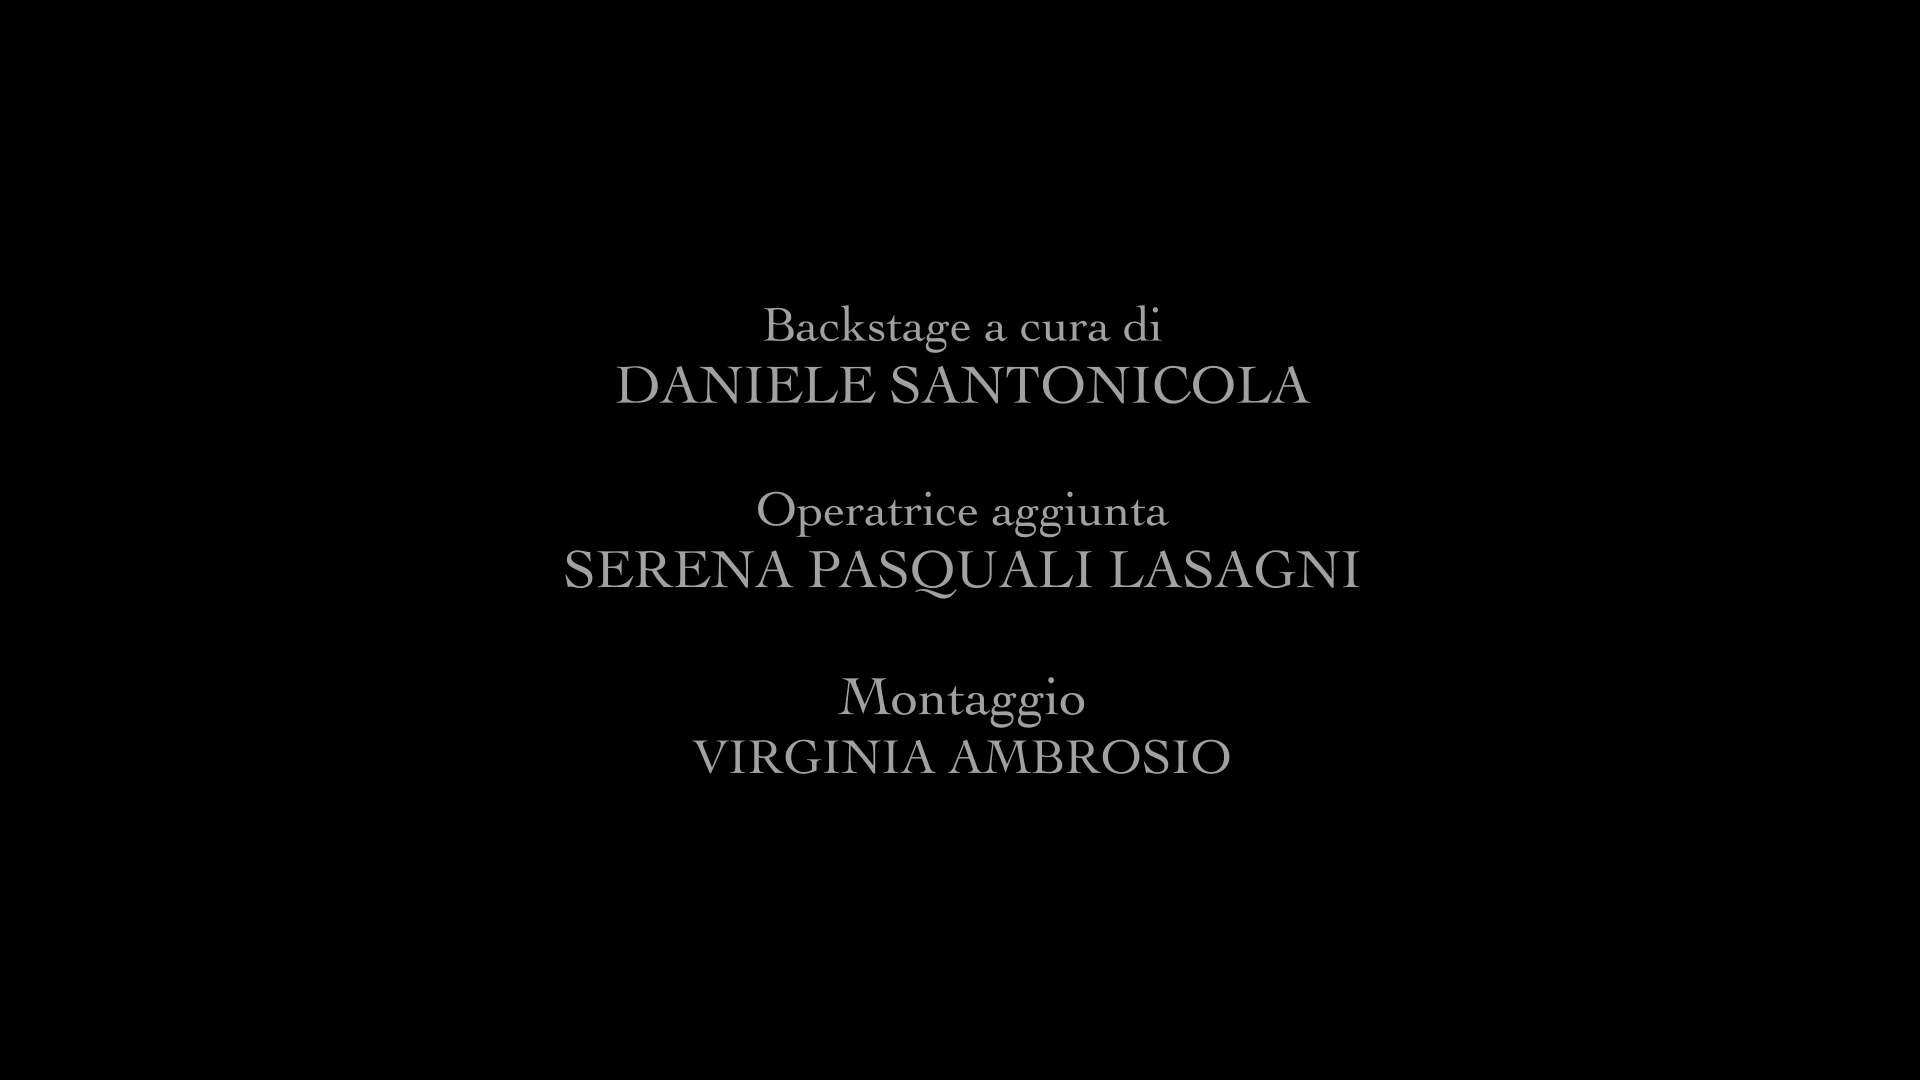 Backstage a cura di
DANIELE SANTONICOLA
Operatrice aggiunta
SERENA PASQUALI LASAGNI
Montaggio
VIRGINIA AMBROSIO